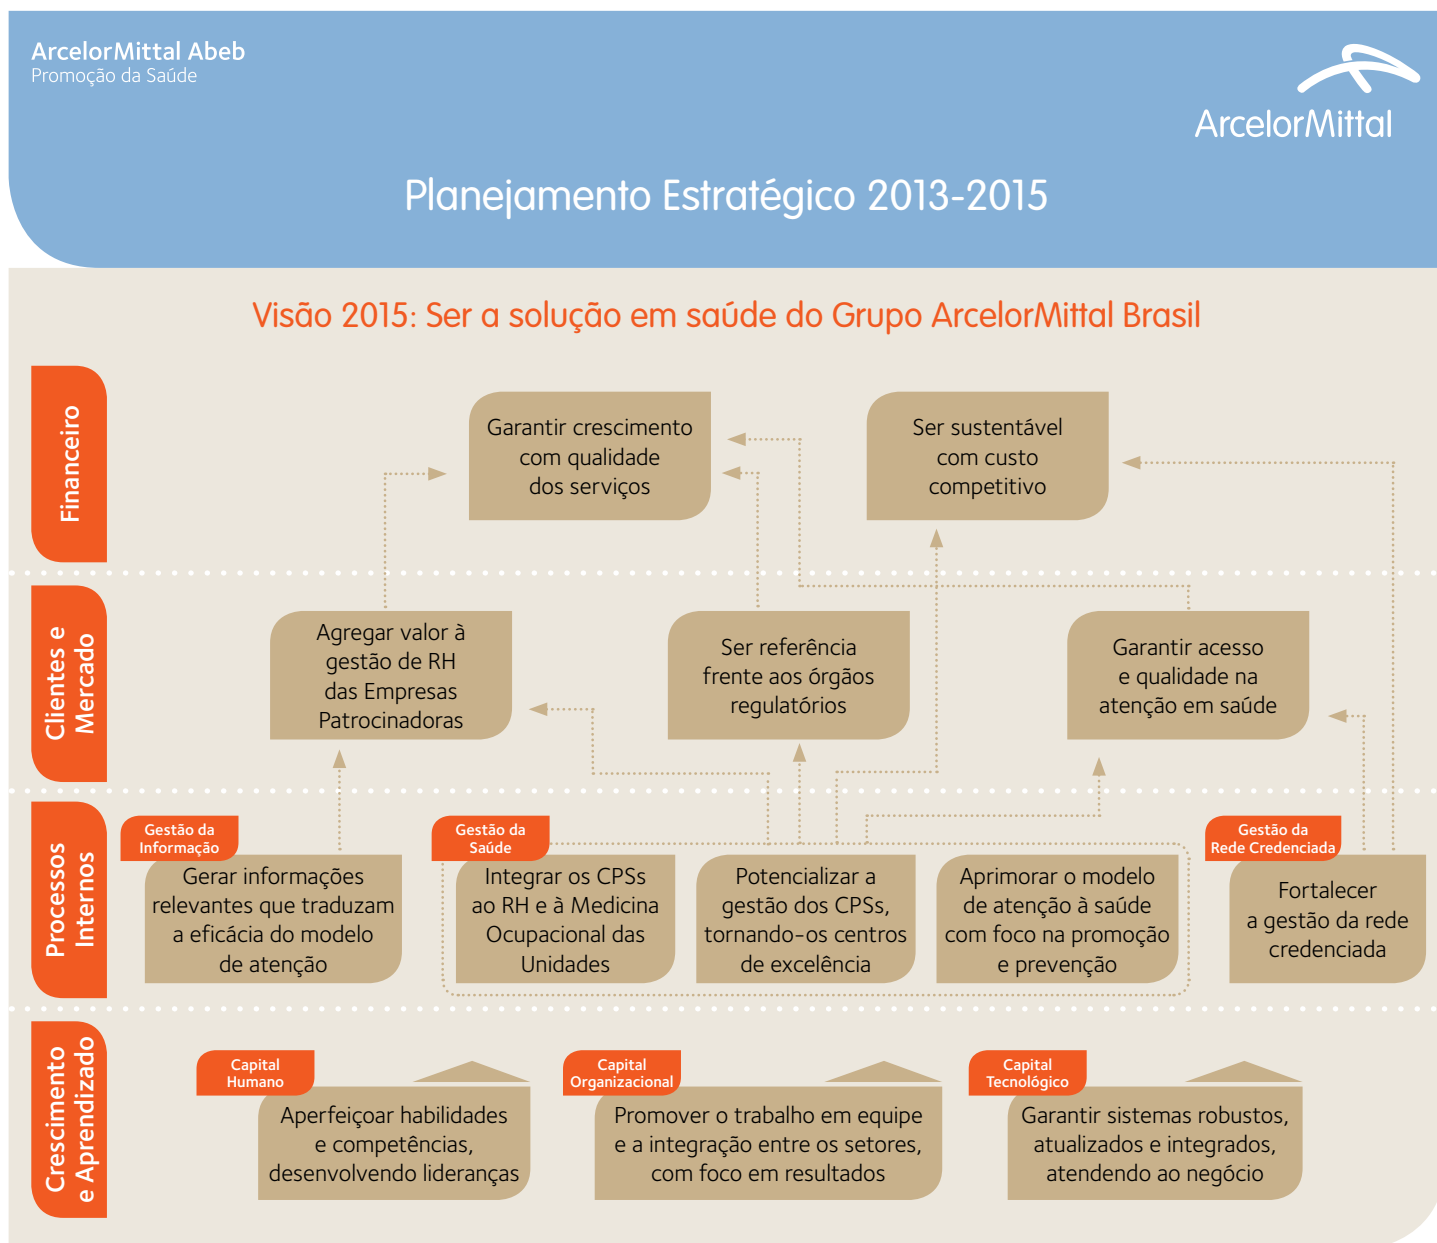 ArcelorMittal Abeb
Promoção da Saúde
ArcelorMittal
Planejamento Estratégico 2013-2015
Visão 2015: Ser a solução em saúde do Grupo ArcelorMittal Brasil
Financeiro
Garantir crescimento
com qualidade
dos serviços
Ser sustentável
com custo
competitivo
Clientes e
Mercado
Agregar valor à
gestão de RH
das Empresas
Patrocinadoras
Ser referência
frente aos órgãos
regulatórios
Garantir acesso
e qualidade na
atenção em saúde
Processos
Internos
Gestão da
Informação
Gerar informações
relevantes que traduzam
a eficácia do modelo
de atenção
Gestão da
Saúde
Integrar os CPSs
ao RH e à Medicina
Ocupacional das
Unidades
Potencializar a
gestão dos CPSs,
tornando-os centros
de excelência
Aprimorar o modelo
de atenção à saúde
com foco na promoção
e prevenção
Gestão da
Rede Credenciada
Fortalecer
a gestão da rede
credenciada
Crescimento
e Aprendizado
Capital
Humano
Aperfeiçoar habilidades
e competências,
desenvolvendo lideranças
Capital
Organizacional
Promover o trabalho em equipe
e a integração entre os setores,
com foco em resultados
Capital
Tecnológico
Garantir sistemas robustos,
atualizados e integrados,
atendendo ao negócio